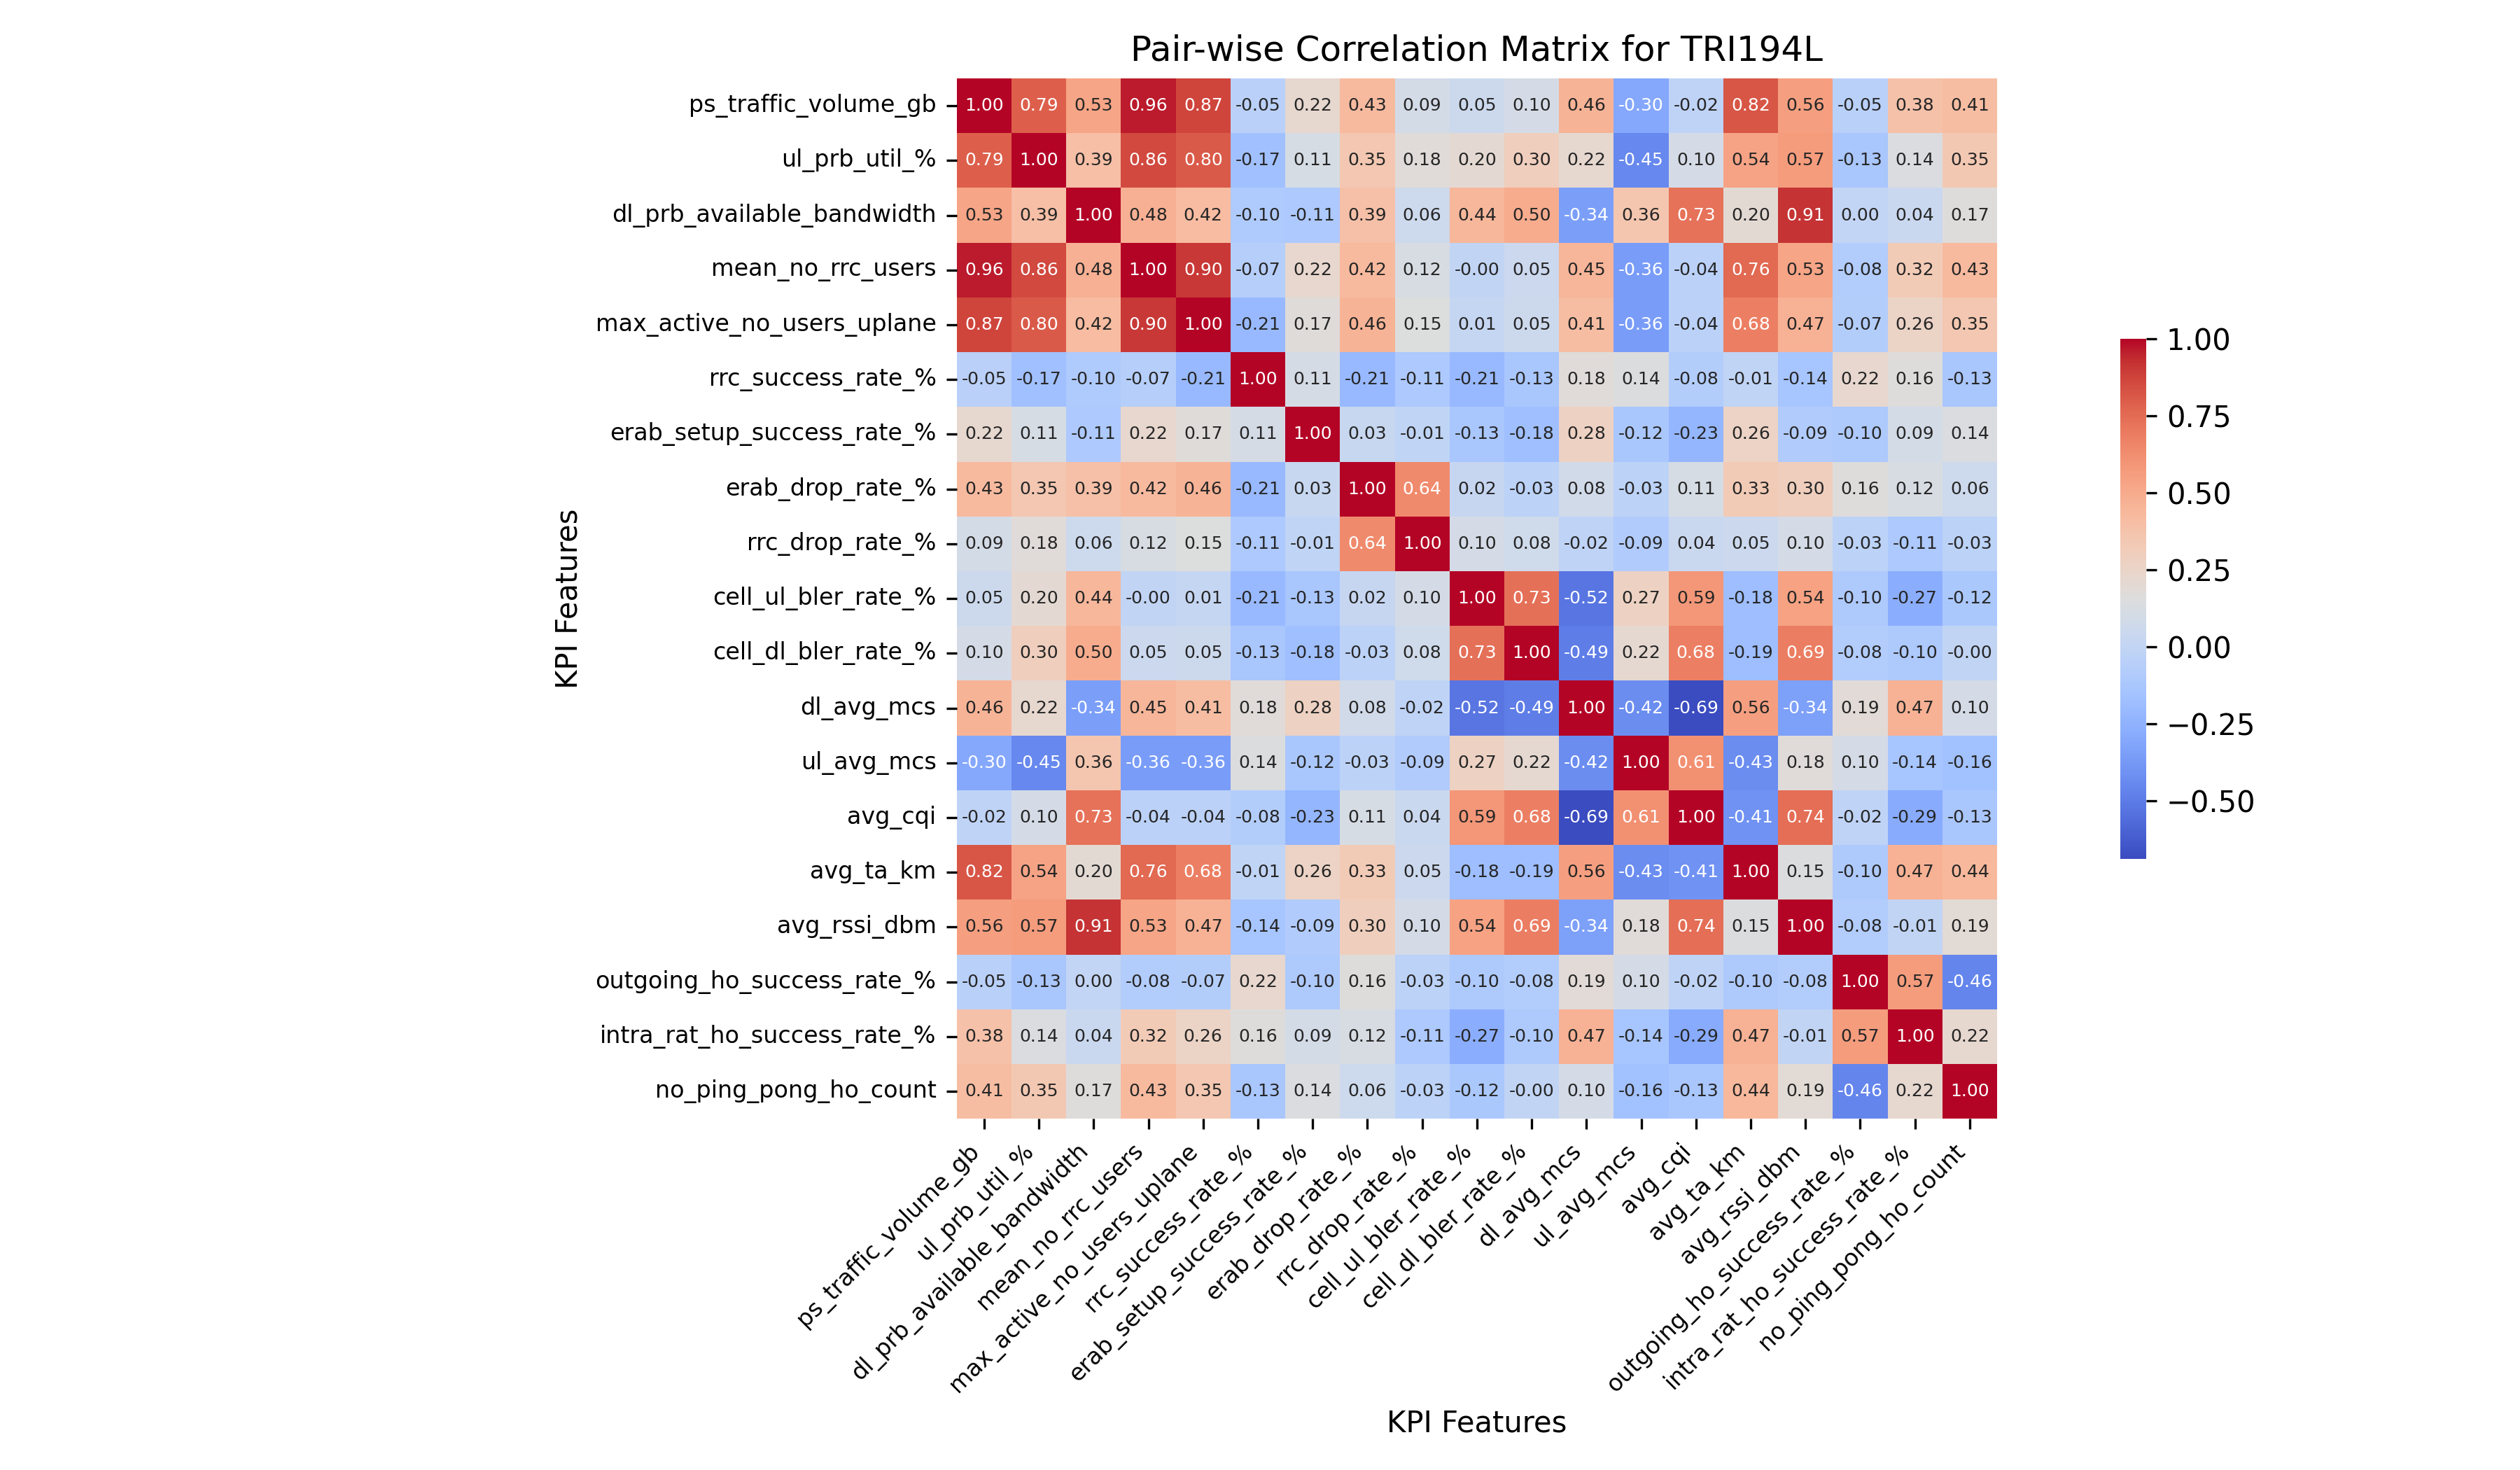 Pair-wise Correlation Matrix for TRI194L
ps_traffic_volume_gb 1.00 0.79 0.53 0.96 0.87 -0.05 0.22 0.43 0.09 0.05 0.10 0.46 -0.30 -0.02 0.82 0.56 -0.05 0.38 0.41
ul_prb_util_% 0.79 1.00 0.39 0.86 0.80 -0.17 0.11 0.35 0.18 0.20 0.30 0.22 -0.45 0.10 0.54 0.57 -0.13 0.14 0.35
dl_prb_available_bandwidth 0.53 0.39 1.00 0.48 0.42 -0.10 -0.11 0.39 0.06 0.44 0.50 -0.34 0.36 0.73 0.20 0.91 0.00 0.04 0.17
mean_no_rrc_users 0.96 0.86 0.48 1.00 0.90 -0.07 0.22 0.42 0.12 -0.00 0.05 0.45 -0.36 -0.04 0.76 0.53 -0.08 0.32 0.43
max_active_no_users_uplane 0.87 0.80 0.42 0.90 1.00 -0.21 0.17 0.46 0.15 0.01 0.05 0.41 -0.36 -0.04 0.68 0.47 -0.07 0.26 0.35
rrc_success_rate_% -0.05 -0.17 -0.10 -0.07 -0.21 1.00 0.11 -0.21 -0.11 -0.21 -0.13 0.18 0.14 -0.08 -0.01 -0.14 0.22 0.16 -0.13
erab_setup_success_rate_% 0.22 0.11 -0.11 0.22 0.17 0.11 1.00 0.03 -0.01 -0.13 -0.18 0.28 -0.12 -0.23 0.26 -0.09 -0.10 0.09 0.14
erab_drop_rate_% 0.43 0.35 0.39 0.42 0.46 -0.21 0.03 1.00 0.64 0.02 -0.03 0.08 -0.03 0.11 0.33 0.30 0.16 0.12 0.06
rrc_drop_rate_% 0.09 0.18 0.06 0.12 0.15 -0.11 -0.01 0.64 1.00 0.10 0.08 -0.02 -0.09 0.04 0.05 0.10 -0.03 -0.11 -0.03
cell_ul_bler_rate_% 0.05 0.20 0.44 -0.00 0.01 -0.21 -0.13 0.02 0.10 1.00 0.73 -0.52 0.27 0.59 -0.18 0.54 -0.10 -0.27 -0.12
cell_dl_bler_rate_% 0.10 0.30 0.50 0.05 0.05 -0.13 -0.18 -0.03 0.08 0.73 1.00 -0.49 0.22 0.68 -0.19 0.69 -0.08 -0.10 -0.00
dl_avg_mcs 0.46 0.22 -0.34 0.45 0.41 0.18 0.28 0.08 -0.02 -0.52 -0.49 1.00 -0.42 -0.69 0.56 -0.34 0.19 0.47 0.10
ul_avg_mcs -0.30 -0.45 0.36 -0.36 -0.36 0.14 -0.12 -0.03 -0.09 0.27 0.22 -0.42 1.00 0.61 -0.43 0.18 0.10 -0.14 -0.16
avg_cqi -0.02 0.10 0.73 -0.04 -0.04 -0.08 -0.23 0.11 0.04 0.59 0.68 -0.69 0.61 1.00 -0.41 0.74 -0.02 -0.29 -0.13
avg_ta_km 0.82 0.54 0.20 0.76 0.68 -0.01 0.26 0.33 0.05 -0.18 -0.19 0.56 -0.43 -0.41 1.00 0.15 -0.10 0.47 0.44
avg_rssi_dbm 0.56 0.57 0.91 0.53 0.47 -0.14 -0.09 0.30 0.10 0.54 0.69 -0.34 0.18 0.74 0.15 1.00 -0.08 -0.01 0.19
outgoing_ho_success_rate_% -0.05 -0.13 0.00 -0.08 -0.07 0.22 -0.10 0.16 -0.03 -0.10 -0.08 0.19 0.10 -0.02 -0.10 -0.08 1.00 0.57 -0.46
intra_rat_ho_success_rate_% 0.38 0.14 0.04 0.32 0.26 0.16 0.09 0.12 -0.11 -0.27 -0.10 0.47 -0.14 -0.29 0.47 -0.01 0.57 1.00 0.22
no_ping_pong_ho_count 0.41 0.35 0.17 0.43 0.35 -0.13 0.14 0.06 -0.03 -0.12 -0.00 0.10 -0.16 -0.13 0.44 0.19 -0.46 0.22 1.00
KPI Features
ps_traffic_volume_gb
ul_prb_util_%
dl_prb_available_bandwidth
mean_no_rrc_users
max_active_no_users_uplane
rrc_success_rate_%
erab_setup_success_rate_%
erab_drop_rate_%
rrc_drop_rate_%
cell_ul_bler_rate_%
cell_dl_bler_rate_%
dl_avg_mcs
ul_avg_mcs
avg_cqi
avg_ta_km
avg_rssi_dbm
outgoing_ho_success_rate_%
intra_rat_ho_success_rate_%
no_ping_pong_ho_count
KPI Features
1.00
0.75
0.50
0.25
0.00
−0.25
−0.50